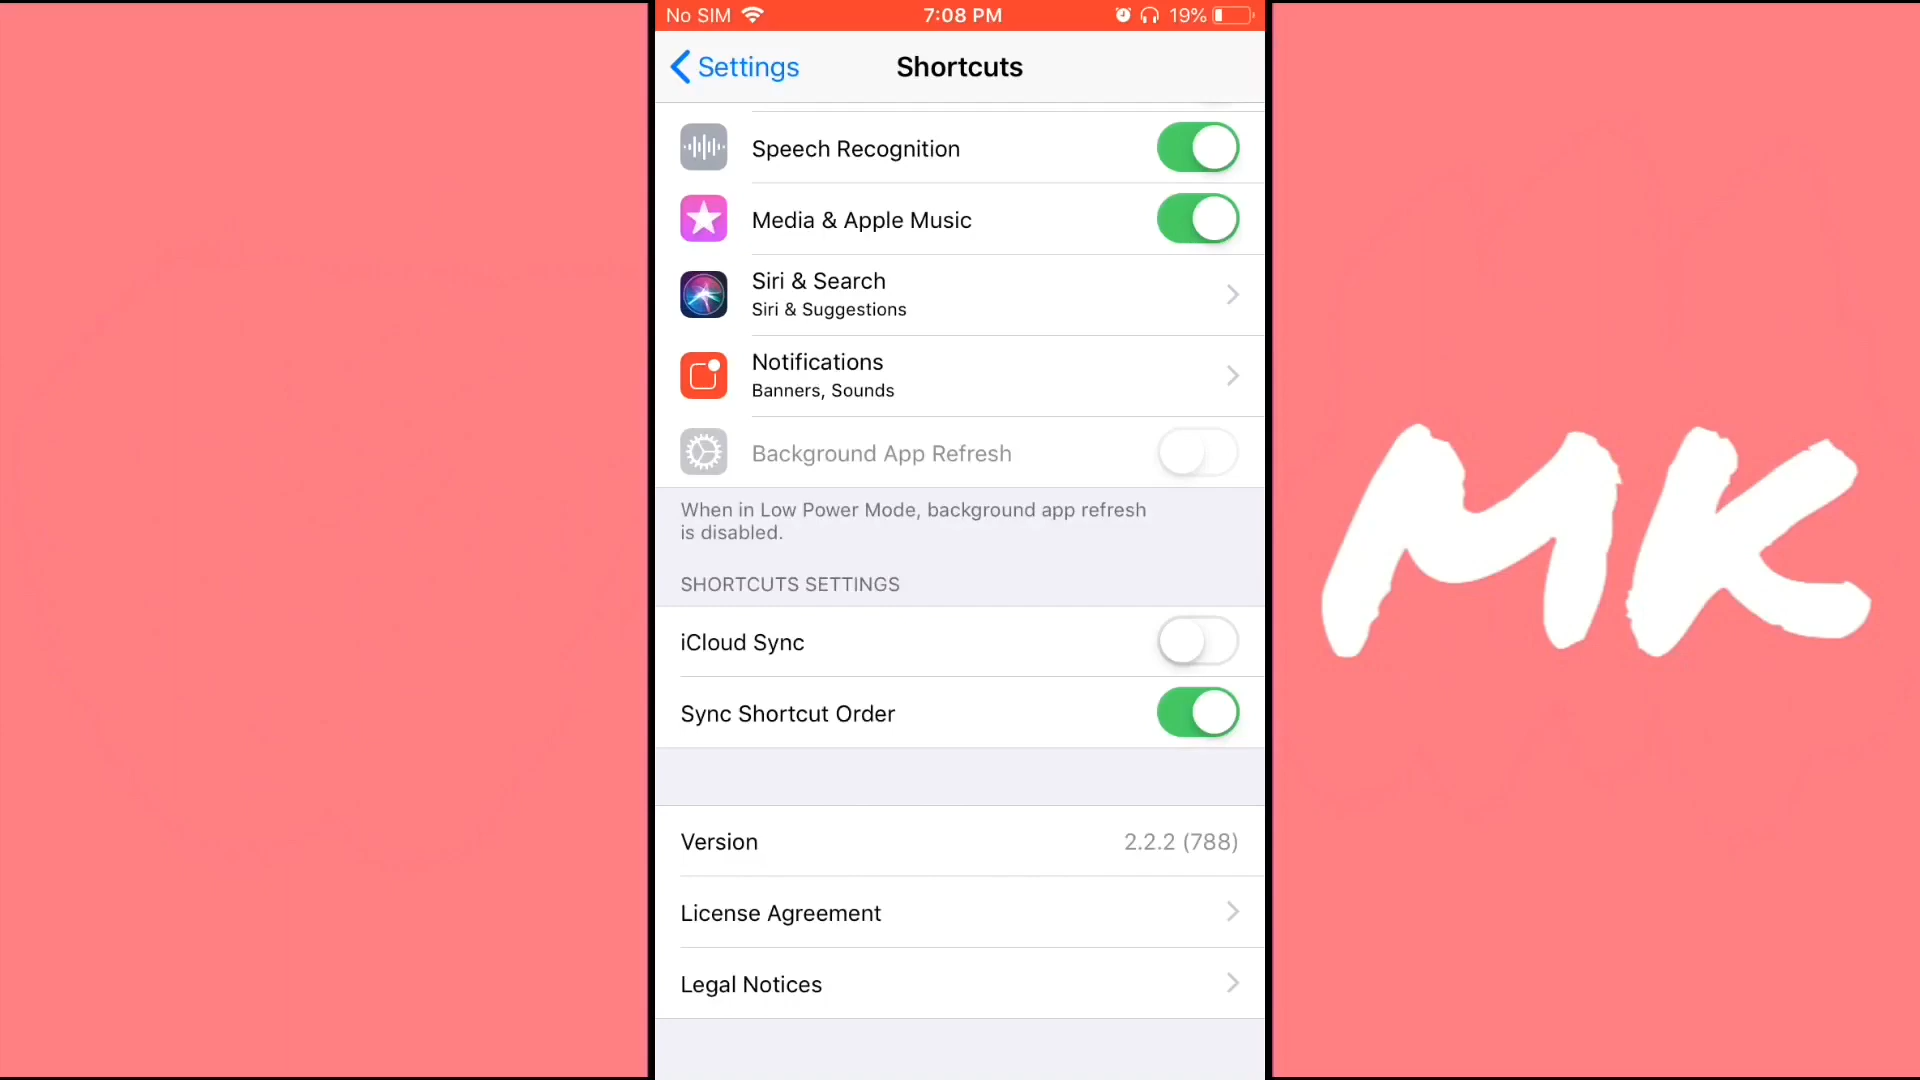 No SIM 7:08 PM 19%
Settings Shortcuts
Speech Recognition
Media & Apple Music
Siri & Search
Siri & Suggestions
Notifications
Banners, Sounds
Background App Refresh
When in Low Power Mode, background app refresh
is disabled.
SHORTCUTS SETTINGS
iCloud Sync
Sync Shortcut Order
Version 2.2.2 (788)
License Agreement
Legal Notices
MK